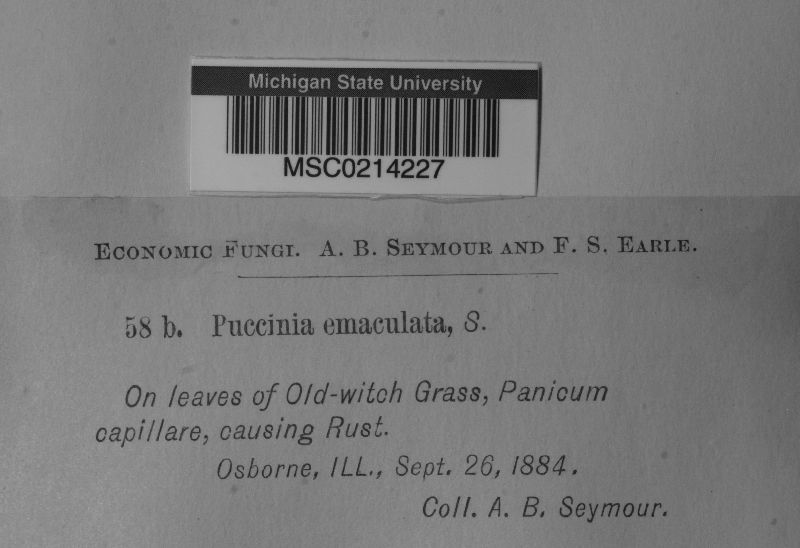 Michigan State University
MSC0214227
Economic Fungi. A. B. Seymour and F. S. Earle.
58 b. Puccinia emaculata, S.
On leaves of Old-witch Grass, Panicum
capillare, causing Rust.
Osborne, ILL., Sept. 26, 1884.
Coll. A. B. Seymour.